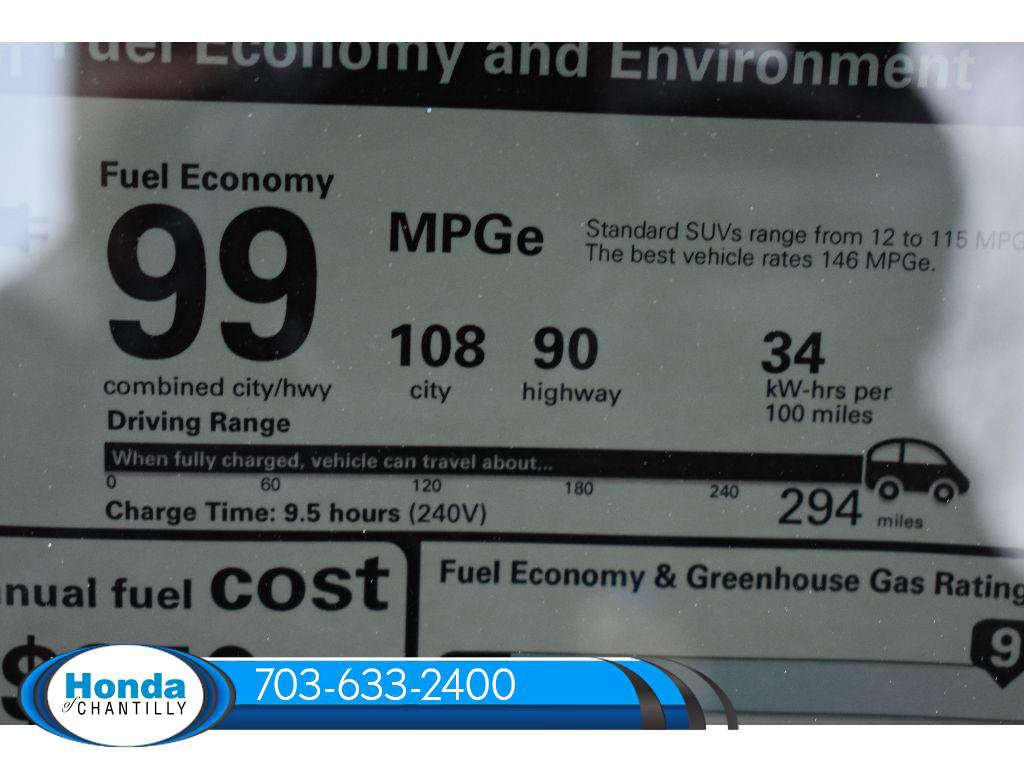 Fuel Economy and Environment
Fuel Economy
99
MPGe
Standard SUVs range from 12 to 115 MPG
The best vehicle rates 146 MPGe.
combined city/hwy
108
city
90
highway
34
kW-hrs per
100 miles
Driving Range
When fully charged, vehicle can travel about...
0 60 120 180 240 294 miles
Charge Time: 9.5 hours (240V)
nual fuel cost
Fuel Economy & Greenhouse Gas Rating
9
$
Honda
of CHANTILLY
703-633-2400